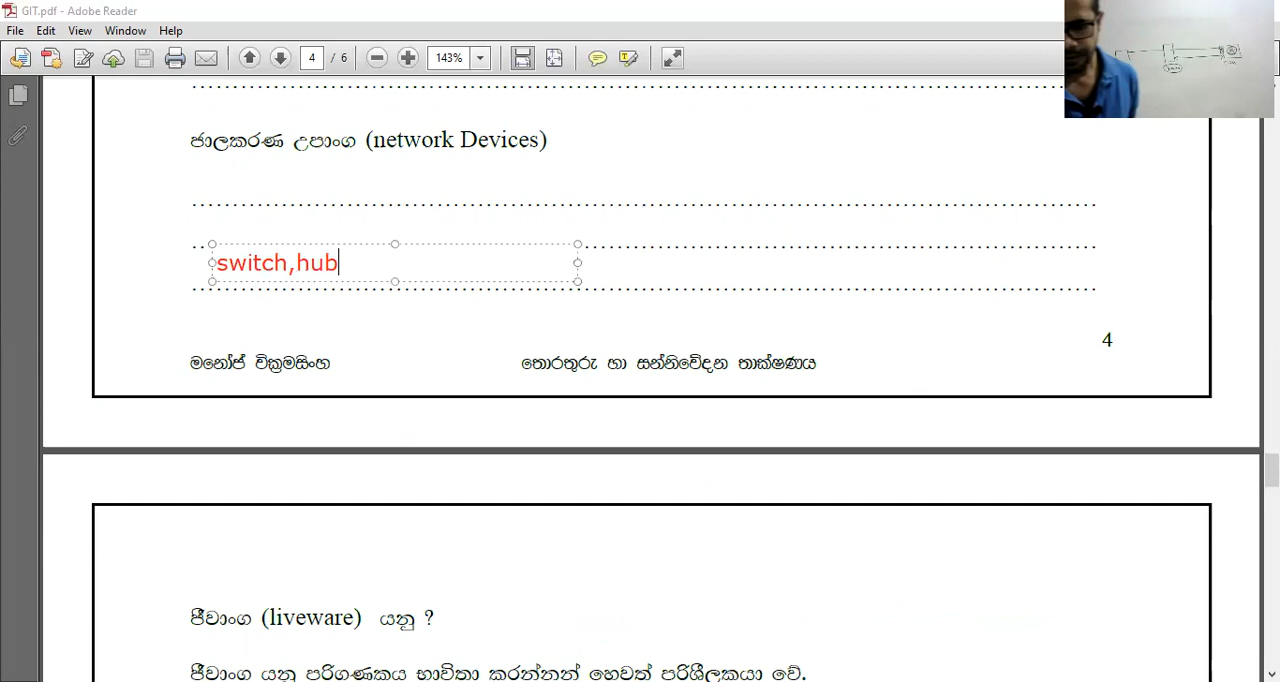 GIT.pdf - Adobe Reader
File Edit View Window Help
4 / 6 143%
ජාලකරණ උපාංග (network Devices)
switch,hub
4
මනෝජ් වික්‍රමසිංහ තොරතුරු හා සන්නිවේදන තාක්ෂණය
ජීවාංග (liveware) යනු ?
ජීවාංග යනු පරිගණකය භාවිතා කරන්නන් හෙවත් පරිශීලකයා වේ.